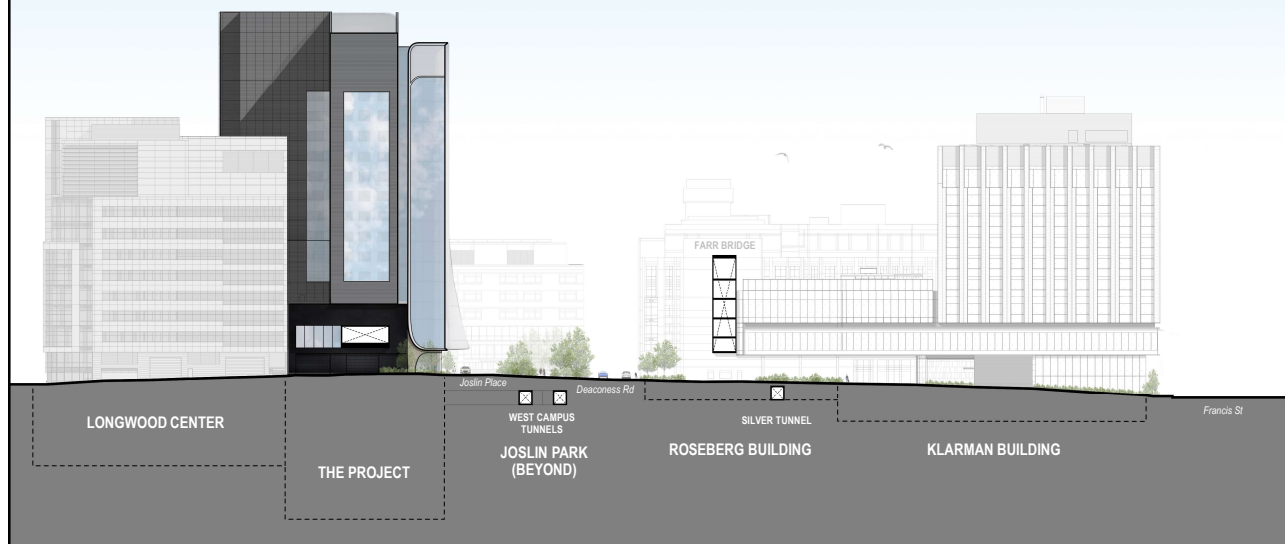 FARR BRIDGE
Joslin Place
Deaconess Rd
Francis St
LONGWOOD CENTER
THE PROJECT
WEST CAMPUS
TUNNELS
JOSLIN PARK
(BEYOND)
SILVER TUNNEL
ROSEBERG BUILDING
KLARMAN BUILDING